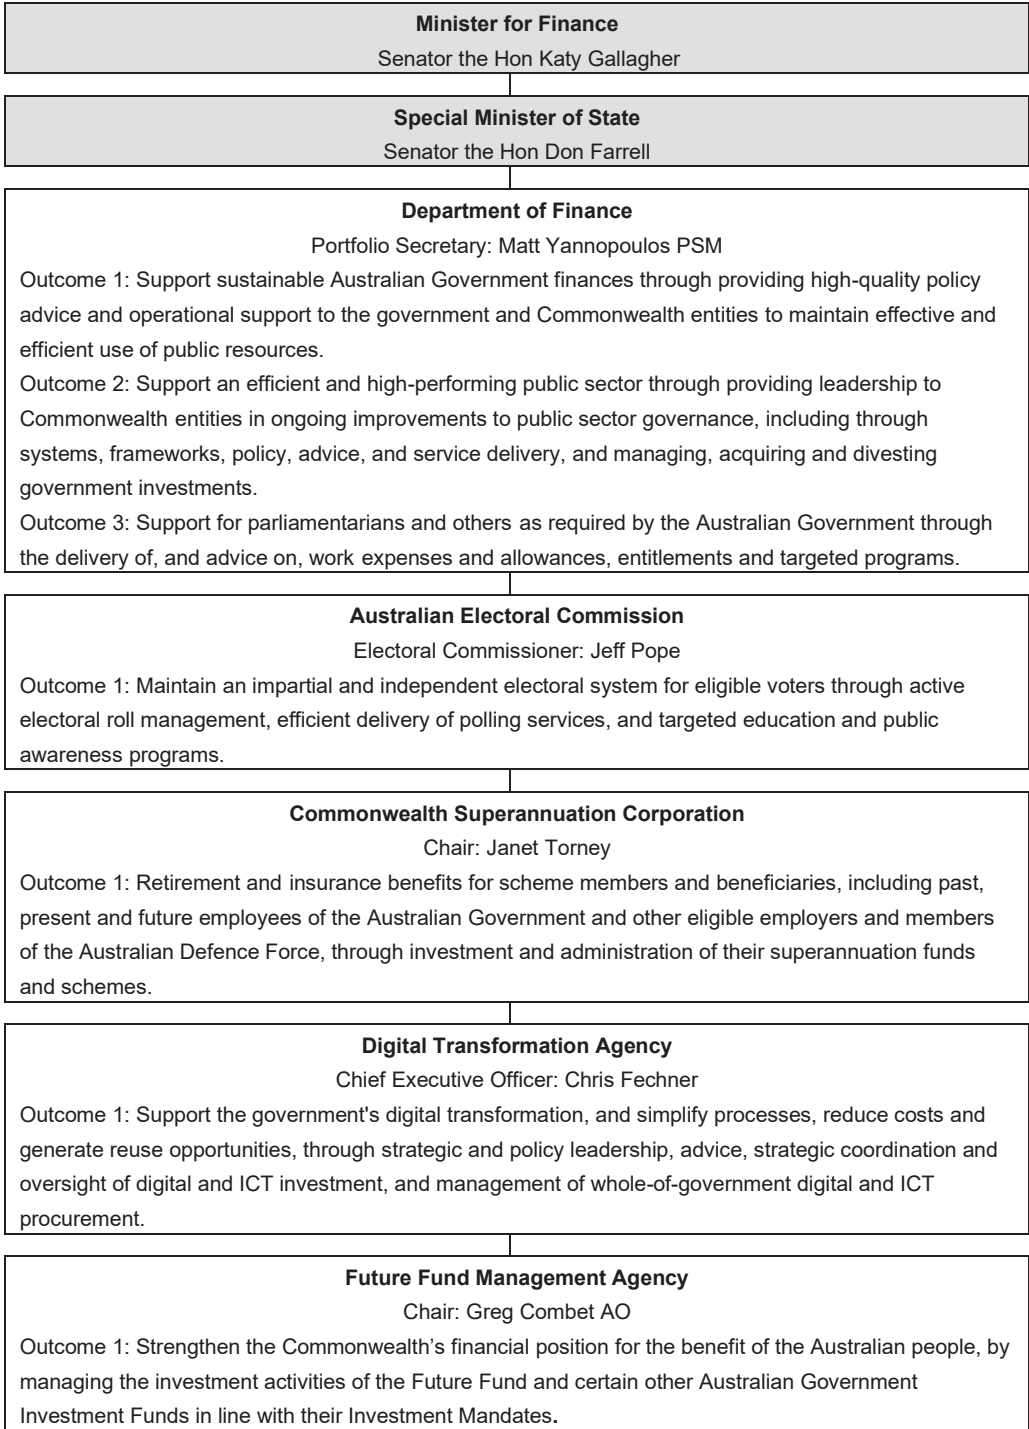 Minister for Finance
Senator the Hon Katy Gallagher
Special Minister of State
Senator the Hon Don Farrell
Department of Finance
Portfolio Secretary: Matt Yannopoulos PSM
Outcome 1: Support sustainable Australian Government finances through providing high-quality policy
advice and operational support to the government and Commonwealth entities to maintain effective and
efficient use of public resources.
Outcome 2: Support an efficient and high-performing public sector through providing leadership to
Commonwealth entities in ongoing improvements to public sector governance, including through
systems, frameworks, policy, advice, and service delivery, and managing, acquiring and divesting
government investments.
Outcome 3: Support for parliamentarians and others as required by the Australian Government through
the delivery of, and advice on, work expenses and allowances, entitlements and targeted programs.
Australian Electoral Commission
Electoral Commissioner: Jeff Pope
Outcome 1: Maintain an impartial and independent electoral system for eligible voters through active
electoral roll management, efficient delivery of polling services, and targeted education and public
awareness programs.
Commonwealth Superannuation Corporation
Chair: Janet Torney
Outcome 1: Retirement and insurance benefits for scheme members and beneficiaries, including past,
present and future employees of the Australian Government and other eligible employers and members
of the Australian Defence Force, through investment and administration of their superannuation funds
and schemes.
Digital Transformation Agency
Chief Executive Officer: Chris Fechner
Outcome 1: Support the government's digital transformation, and simplify processes, reduce costs and
generate reuse opportunities, through strategic and policy leadership, advice, strategic coordination and
oversight of digital and ICT investment, and management of whole-of-government digital and ICT
procurement.
Future Fund Management Agency
Chair: Greg Combet AO
Outcome 1: Strengthen the Commonwealth’s financial position for the benefit of the Australian people, by
managing the investment activities of the Future Fund and certain other Australian Government
Investment Funds in line with their Investment Mandates.